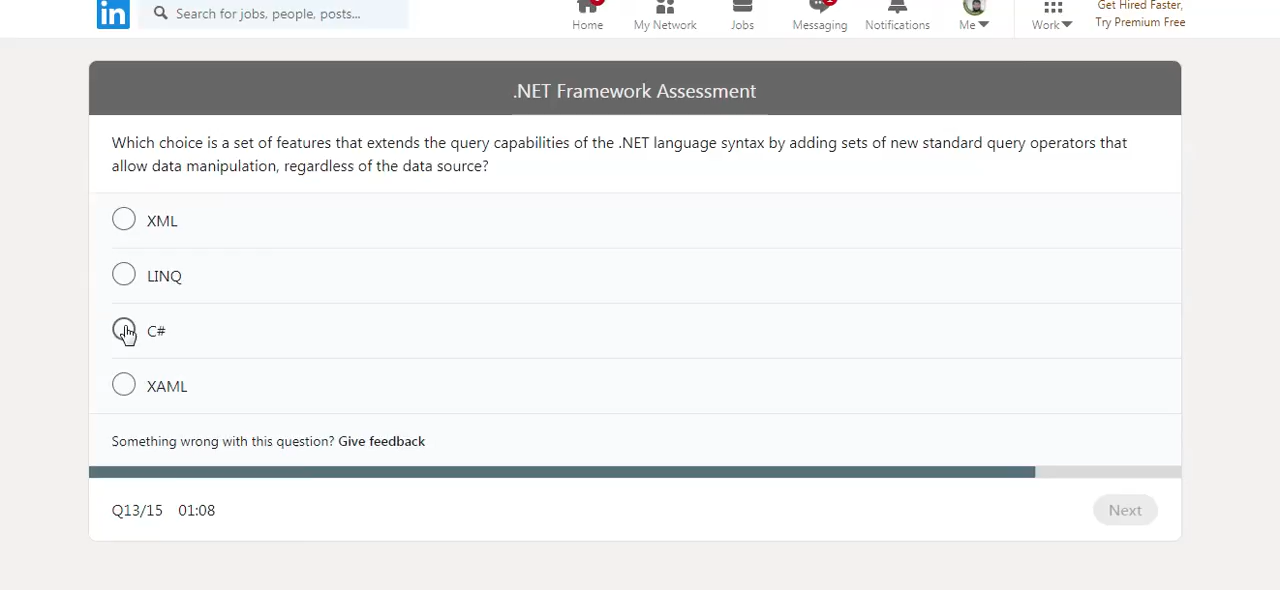 in
Search for jobs, people, posts...
Home
My Network
Jobs
Messaging
Notifications
Me
Work
Get Hired Faster,
Try Premium Free
.NET Framework Assessment
Which choice is a set of features that extends the query capabilities of the .NET language syntax by adding sets of new standard query operators that
allow data manipulation, regardless of the data source?
XML
LINQ
C#
XAML
Something wrong with this question? Give feedback
Q13/15 01:08
Next